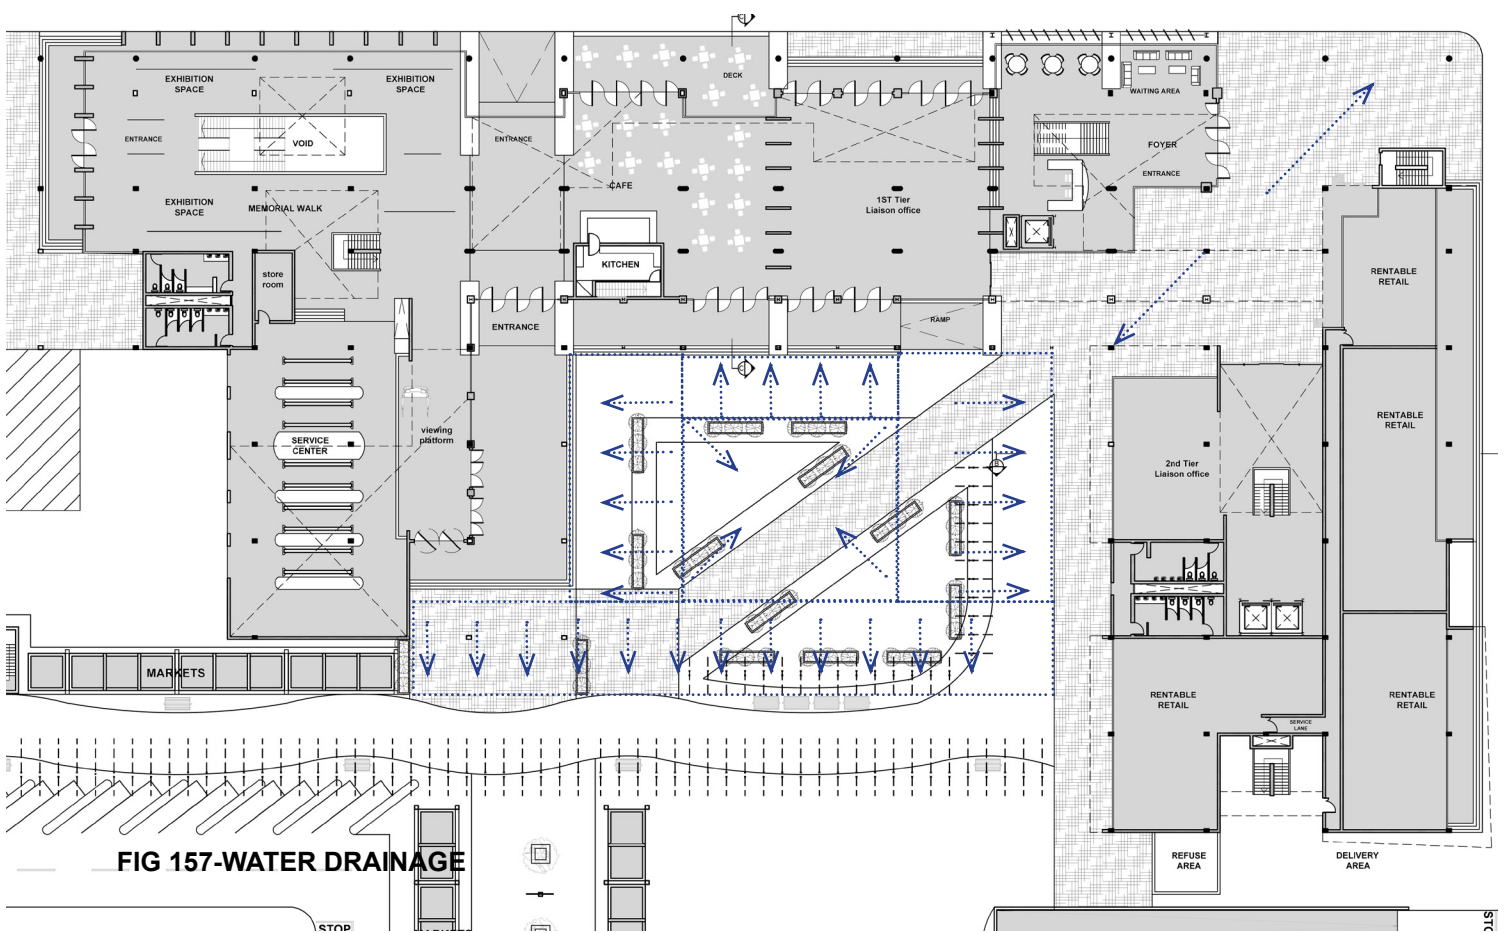 DECK
EXHIBITION
SPACE
EXHIBITION
SPACE
WAITING AREA
ENTRANCE
VOID
ENTRANCE
FOYER
ENTRANCE
CAFE
EXHIBITION
SPACE
MEMORIAL WALK
1ST Tier
Liaison office
store
room
KITCHEN
RENTABLE
RETAIL
ENTRANCE
RAMP
viewing
platform
SERVICE
CENTER
RENTABLE
RETAIL
2nd Tier
Liaison office
B
MARKETS
RENTABLE
RETAIL
RENTABLE
RETAIL
SERVICE
LANE
FIG 157-WATER DRAINAGE
REFUSE
AREA
DELIVERY
AREA
STOP